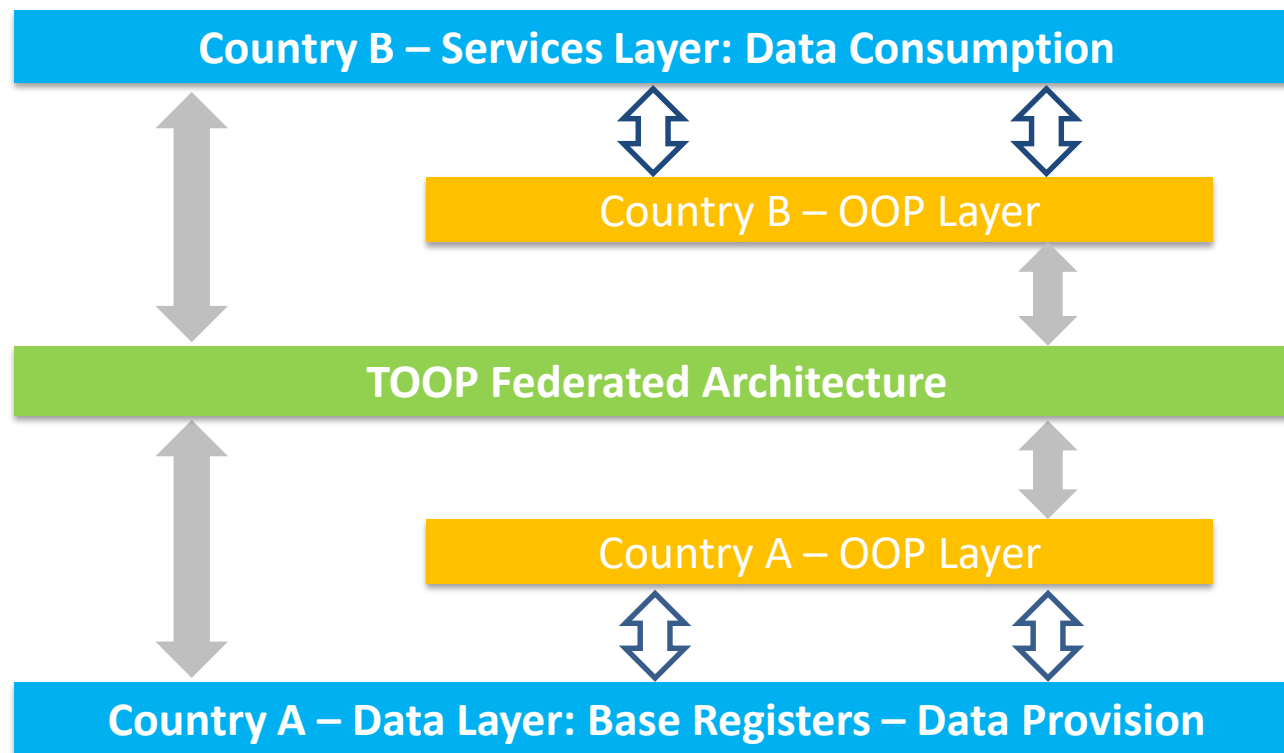 Country B – Services Layer: Data Consumption
Country B – OOP Layer
TOOP Federated Architecture
Country A – OOP Layer
Country A – Data Layer: Base Registers – Data Provision